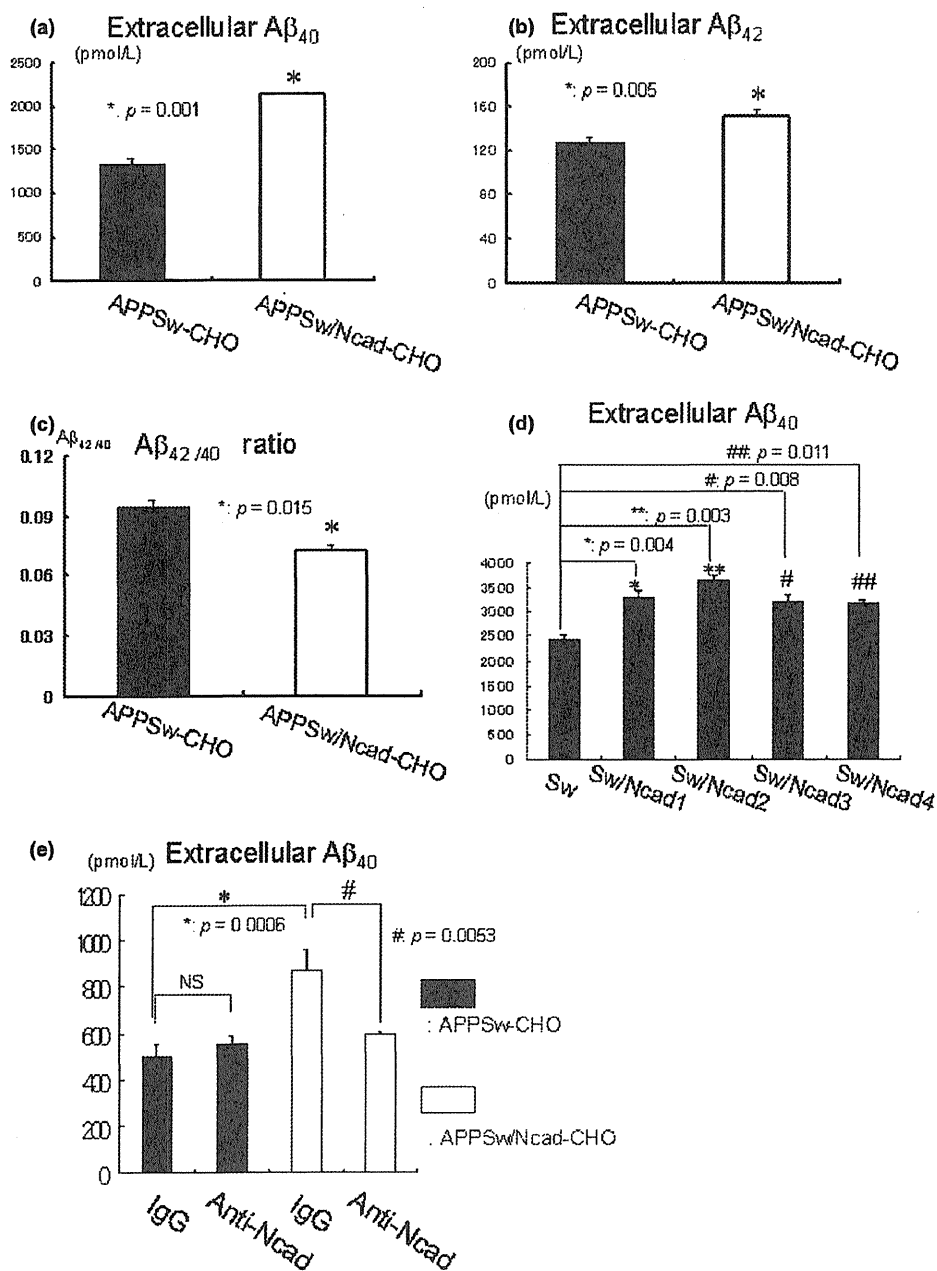 (a) Extracellular Aβ40
(pmol/L)
2500
2000
1500
1000
500
0
*: p = 0.001
*
APPSw-CHO
APPSw/Ncad-CHO
(b) Extracellular Aβ42
(pmol/L)
200
160
120
80
40
0
*: p = 0.005
*
APPSw-CHO
APPSw/Ncad-CHO
(c) Aβ42/40 Aβ42/40 ratio
0.12
0.09
0.06
0.03
0
*: p = 0.015
*
APPSw-CHO
APPSw/Ncad-CHO
(d) Extracellular Aβ40
##: p = 0.011
#: p = 0.008
(pmol/L)
**: p = 0.003
*: p = 0.004
4000
3500
3000
2500
2000
1500
1000
500
0
*
**
#
##
Sw
Sw/Ncad1
Sw/Ncad2
Sw/Ncad3
Sw/Ncad4
(e) (pmol/L) Extracellular Aβ40
1200
1000
800
600
400
200
0
*
#
*: p = 0.0006
#: p = 0.0053
NS
: APPSw-CHO
: APPSw/Ncad-CHO
IgG
Anti-Ncad
IgG
Anti-Ncad